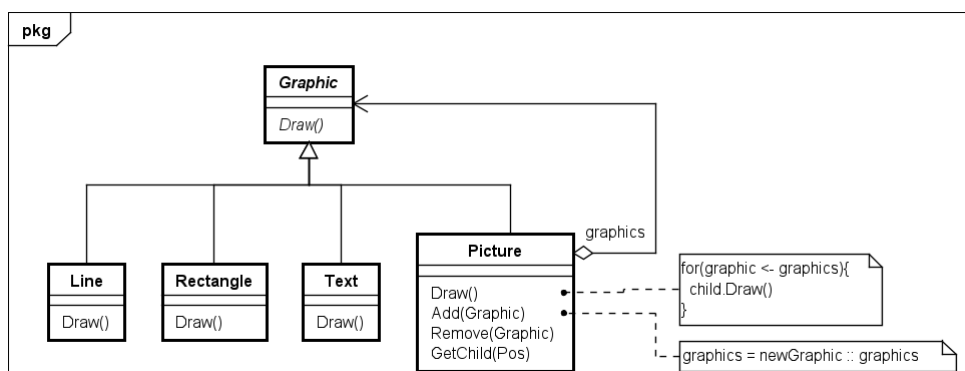 pkg
Graphic
Draw()
graphics
Line
Draw()
Rectangle
Draw()
Text
Draw()
Picture
Draw()
Add(Graphic)
Remove(Graphic)
GetChild(Pos)
for(graphic <- graphics){
child.Draw()
}
graphics = newGraphic :: graphics